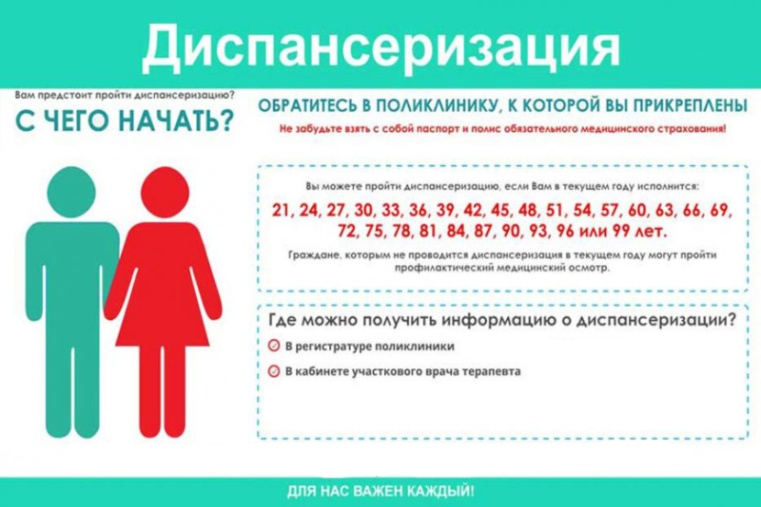 Диспансеризация
Вам предстоит пройти диспансеризацию?
С ЧЕГО НАЧАТЬ?
ОБРАТИТЕСЬ В ПОЛИКЛИНИКУ, К КОТОРОЙ ВЫ ПРИКРЕПЛЕНЫ
Не забудьте взять с собой паспорт и полис обязательного медицинского страхования!
Вы можете пройти диспансеризацию, если Вам в текущем году исполнится:
21, 24, 27, 30, 33, 36, 39, 42, 45, 48, 51, 54, 57, 60, 63, 66, 69,
72, 75, 78, 81, 84, 87, 90, 93, 96 или 99 лет.
Граждане, которым не проводится диспансеризация в текущем году могут пройти
профилактический медицинский осмотр.
Где можно получить информацию о диспансеризации?
В регистратуре поликлиники
В кабинете участкового врача терапевта
ДЛЯ НАС ВАЖЕН КАЖДЫЙ!